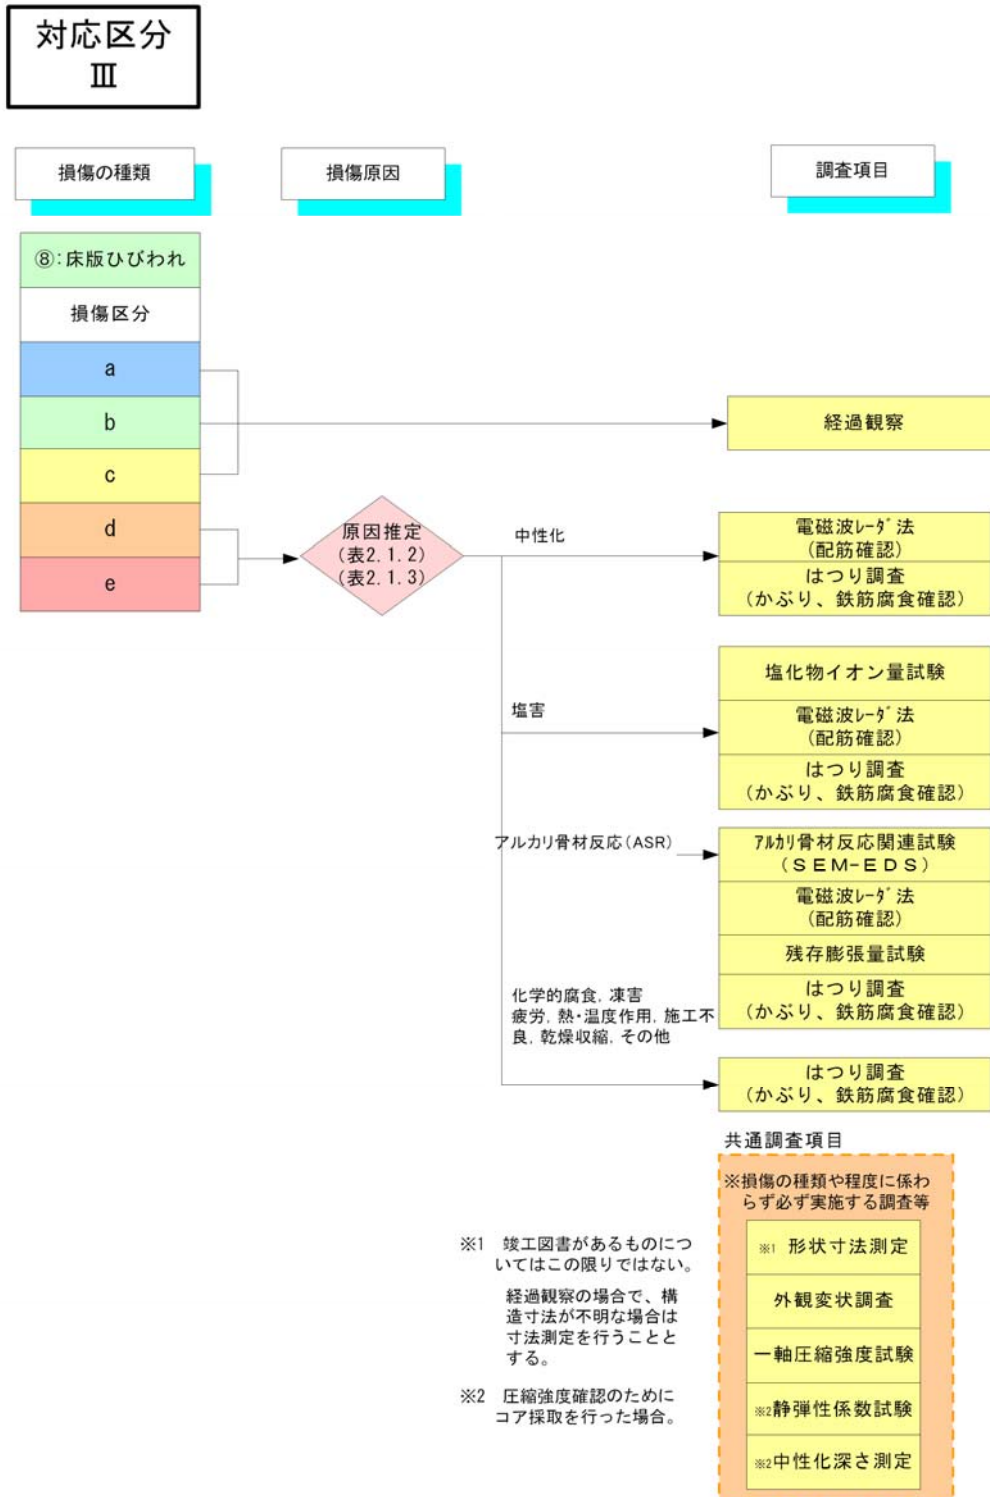 対応区分
Ⅲ
損傷の種類
損傷原因
調査項目
⑧:床版ひびわれ
損傷区分
a
b
c
d
e
経過観察
原因推定
(表2.1.2)
(表2.1.3)
中性化
電磁波ﾚｰﾀﾞ法
(配筋確認)
はつり調査
(かぶり、鉄筋腐食確認)
塩害
塩化物イオン量試験
電磁波ﾚｰﾀﾞ法
(配筋確認)
はつり調査
(かぶり、鉄筋腐食確認)
アルカリ骨材反応(ASR)
ｱﾙｶﾘ骨材反応関連試験
(ＳＥＭ-ＥＤＳ)
電磁波ﾚｰﾀﾞ法
(配筋確認)
残存膨張量試験
はつり調査
(かぶり、鉄筋腐食確認)
化学的腐食, 凍害
疲労, 熱・温度作用, 施工不
良, 乾燥収縮, その他
はつり調査
(かぶり、鉄筋腐食確認)
共通調査項目
※損傷の種類や程度に係わ
らず必ず実施する調査等
※1 形状寸法測定
外観変状調査
一軸圧縮強度試験
※2静弾性係数試験
※2中性化深さ測定
※1 竣工図書があるものにつ
いてはこの限りではない。
経過観察の場合で、構
造寸法が不明な場合は
寸法測定を行うことと
する。
※2 圧縮強度確認のために
コア採取を行った場合。